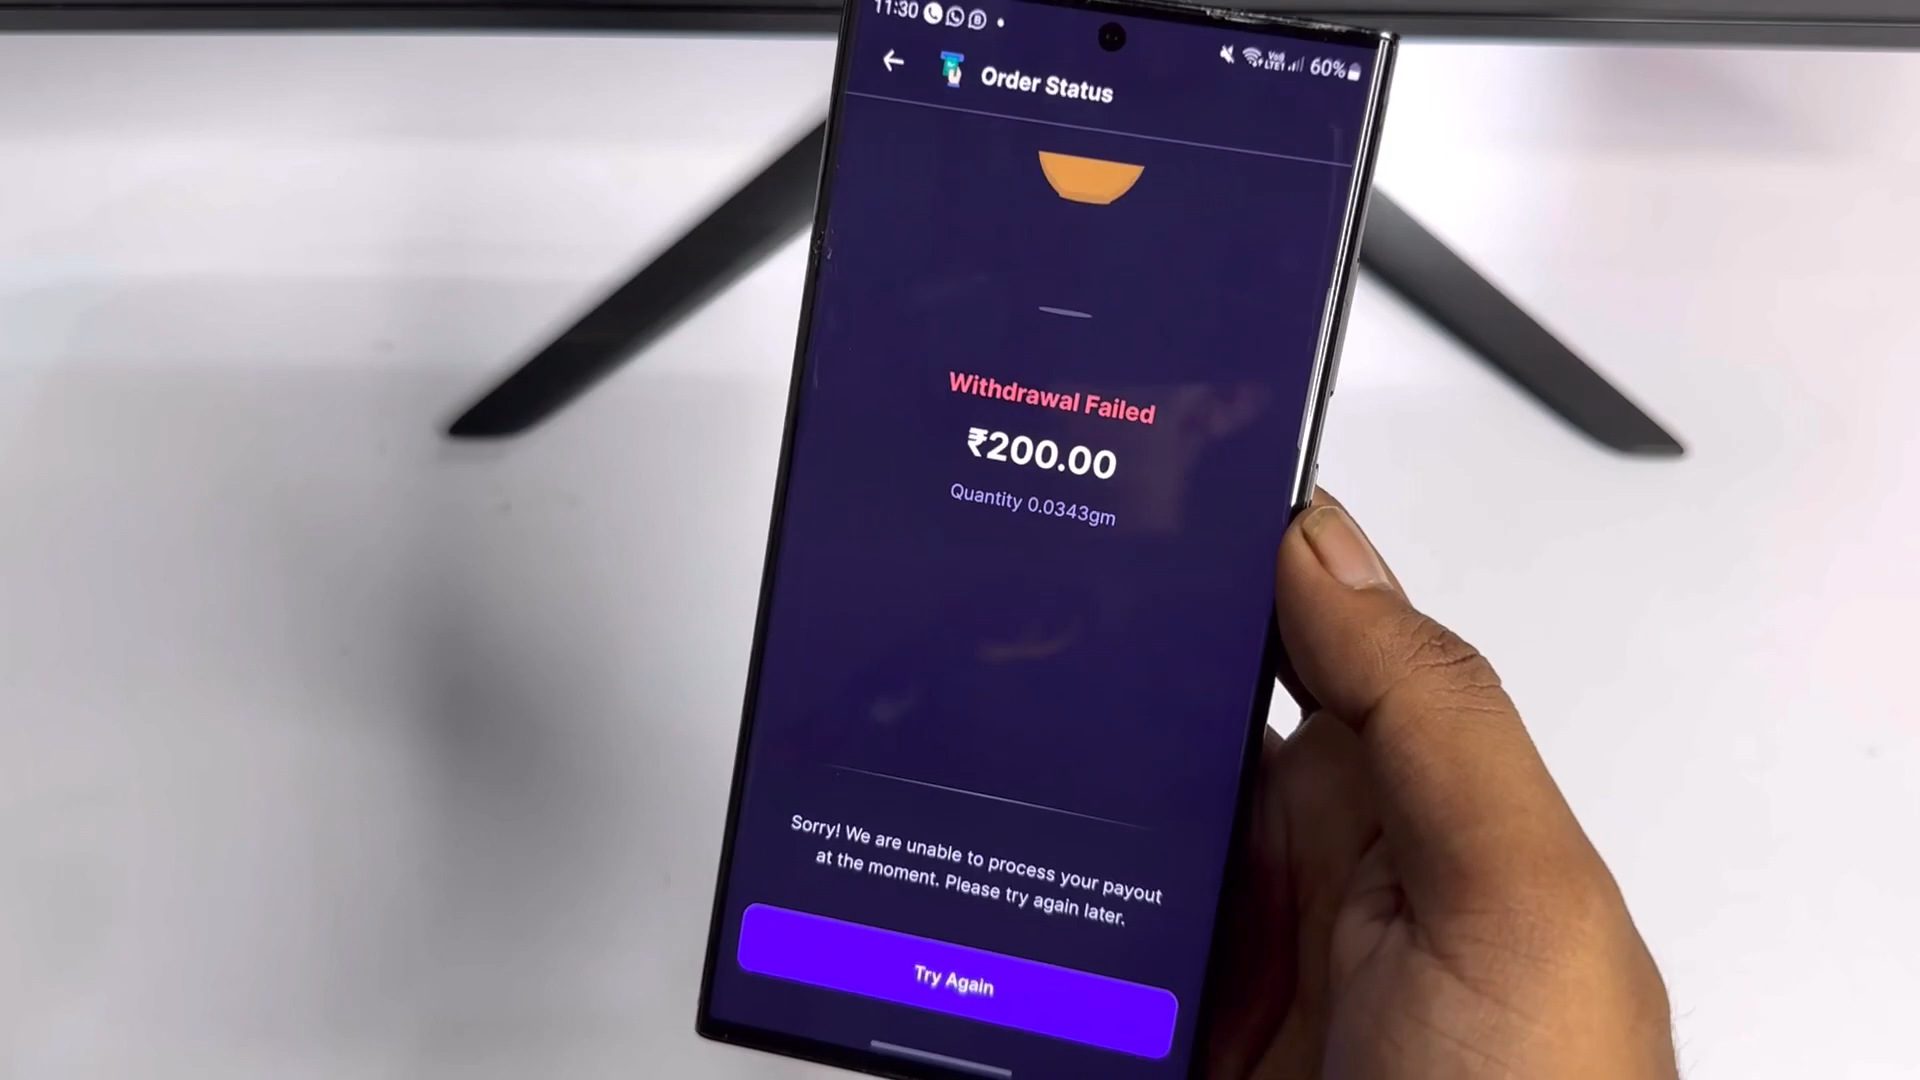 11:30
60%
Order Status
Withdrawal Failed
₹200.00
Quantity 0.0343gm
Sorry! We are unable to process your payout
at the moment. Please try again later.
Try Again